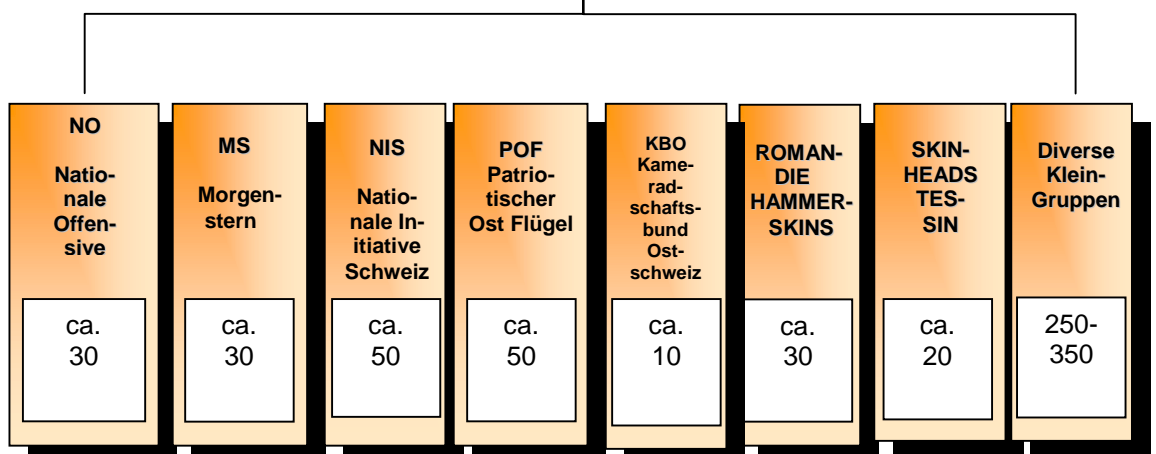 NO
Natio-
nale
Offen-
sive
ca.
30
MS
Morgen-
stern
ca.
30
NIS
Natio-
nale In-
itiative
Schweiz
ca.
50
POF
Patrio-
tischer
Ost Flügel
ca.
50
KBO
Kame-
rad-
schafts-
bund
Ost-
schweiz
ca.
10
ROMAN-
DIE
HAMMER-
SKINS
ca.
30
SKIN-
HEADS
TES-
SIN
ca.
20
Diverse
Klein-
Gruppen
250-
350